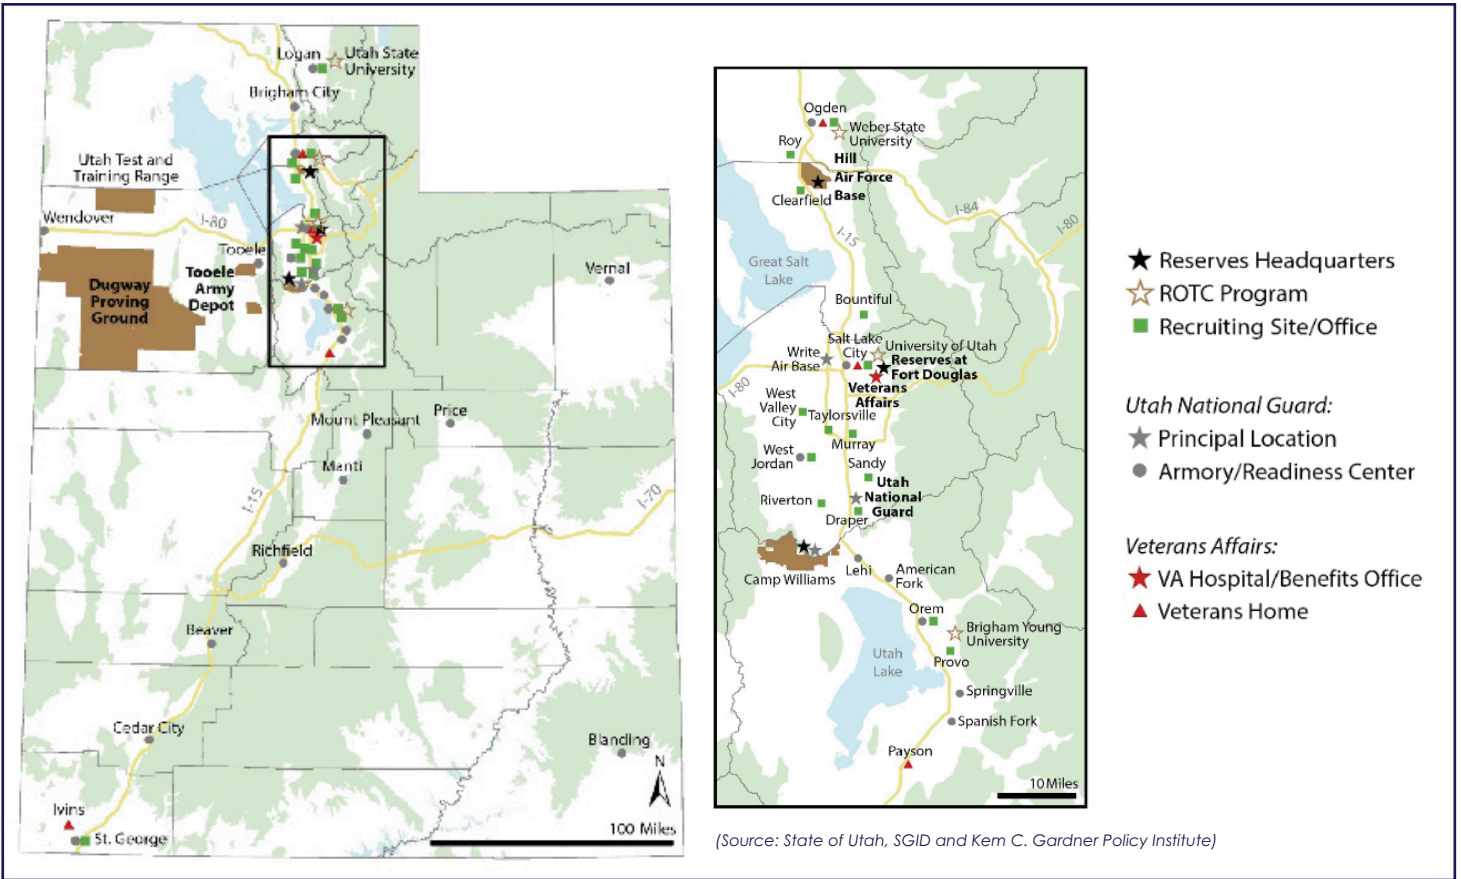 Logan
Utah State
University
Brigham City
Utah Test and
Training Range
Wendover
I-80
Tooele
Tooele
Army
Depot
Dugway
Proving
Ground
Vernal
Mount Pleasant
Price
Manti
I-15
I-70
Richfield
Beaver
Cedar City
Blanding
N
Ivins
St. George
100 Miles
Ogden
Weber State
University
Roy
Hill
Air Force
Base
Clearfield
I-84
I-80
I-15
Great Salt
Lake
Bountiful
Salt Lake
City
University of Utah
Write
Air Base
Reserves at
Fort Douglas
I-80
Veterans
Affairs
West
Valley
City
Taylorsville
Murray
West
Jordan
Sandy
Utah
National
Guard
Riverton
Draper
Camp Williams
Lehi
American
Fork
Orem
Brigham Young
University
Utah
Lake
Provo
Springville
Spanish Fork
Payson
10 Miles
Reserves Headquarters
ROTC Program
Recruiting Site/Office
Utah National Guard:
Principal Location
Armory/Readiness Center
Veterans Affairs:
VA Hospital/Benefits Office
Veterans Home
(Source: State of Utah, SGID and Kem C. Gardner Policy Institute)